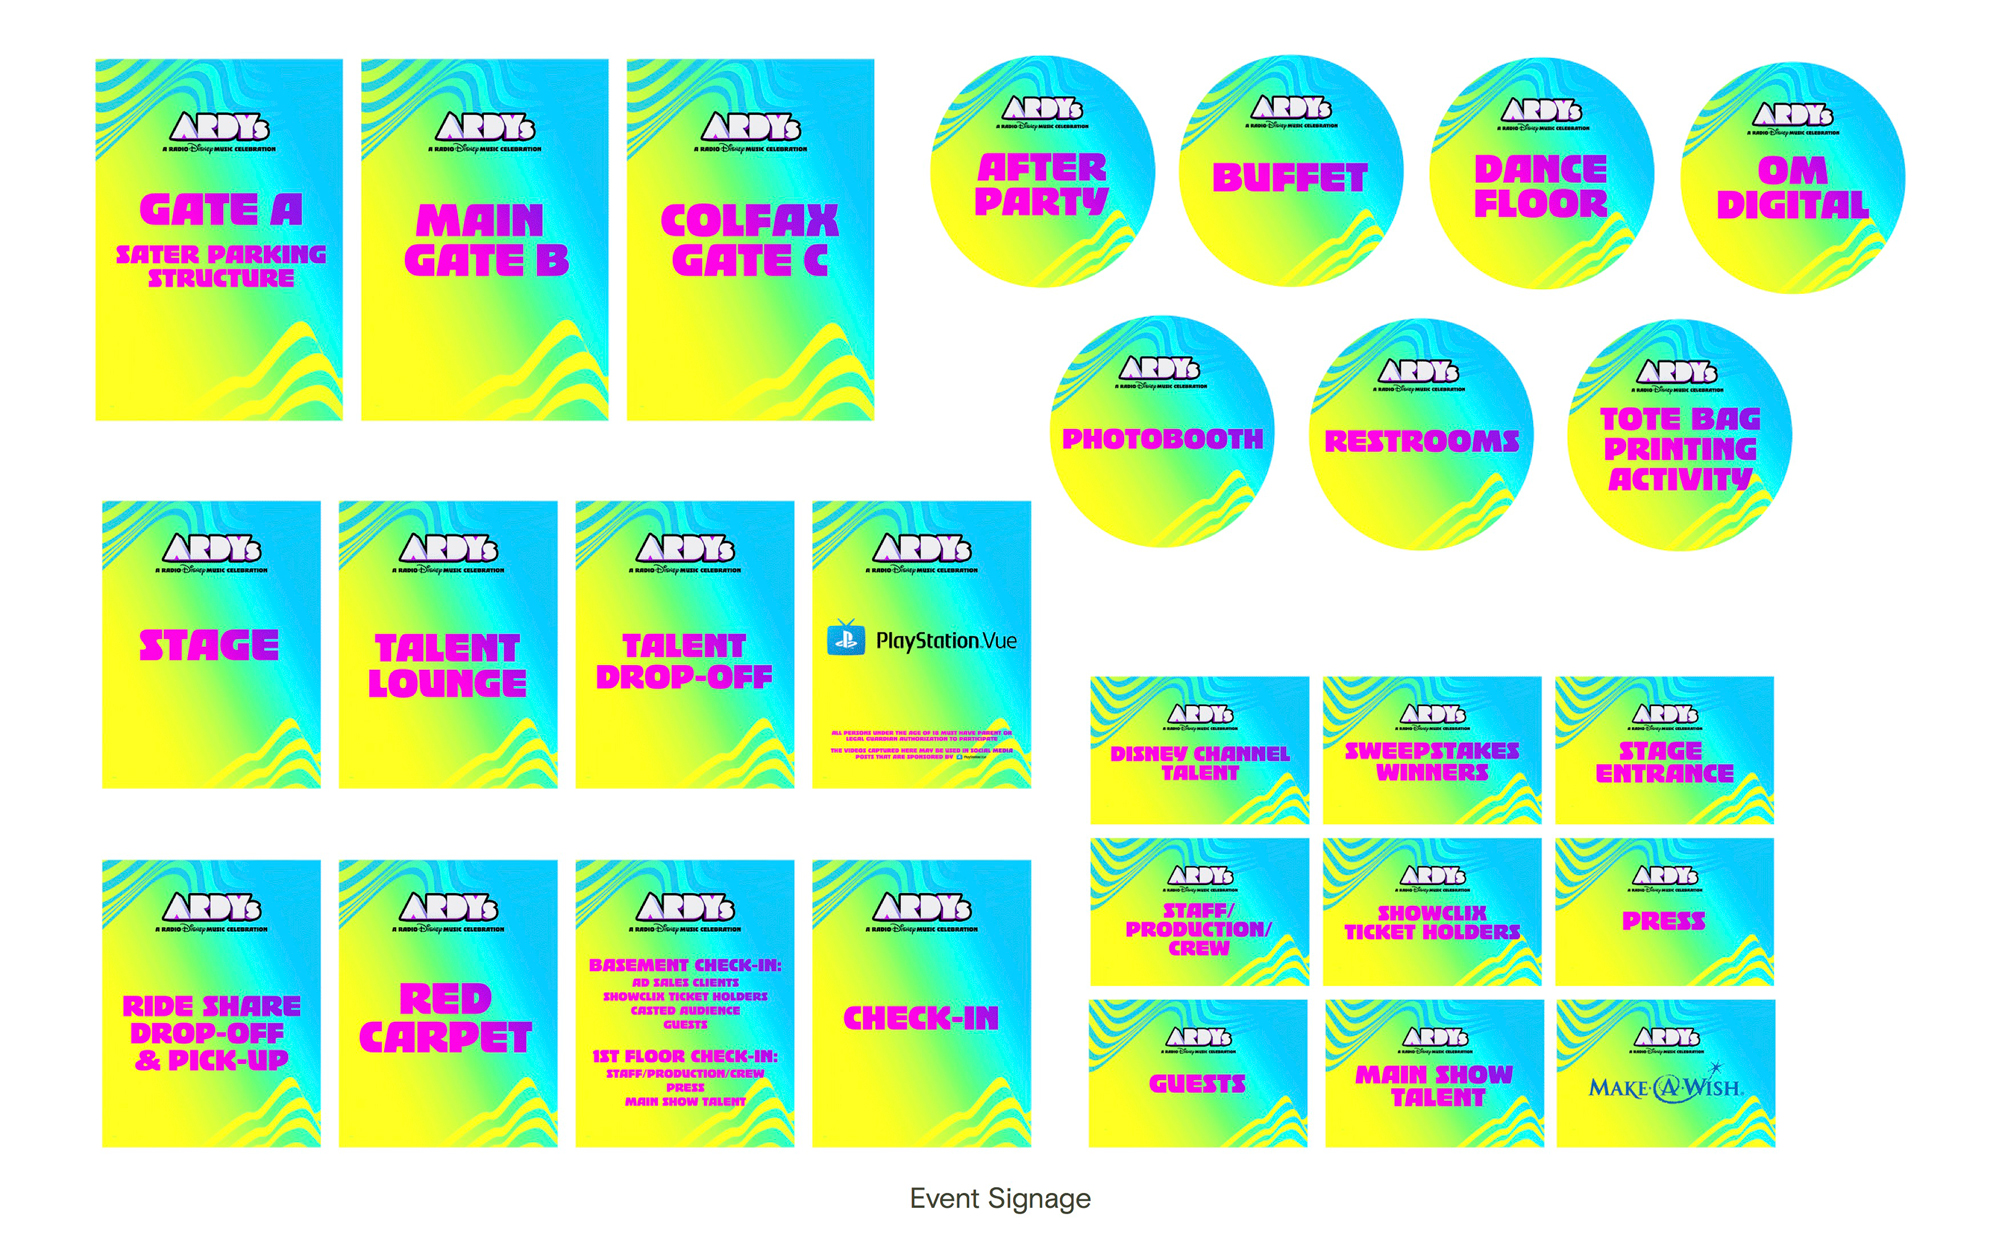 ARDYs
A RADIO Disney MUSIC CELEBRATION
GATE A
SATER PARKING
STRUCTURE
ARDYs
A RADIO Disney MUSIC CELEBRATION
MAIN
GATE B
ARDYs
A RADIO Disney MUSIC CELEBRATION
COLFAX
GATE C
ARDYs
A RADIO Disney MUSIC CELEBRATION
AFTER
PARTY
ARDYs
A RADIO Disney MUSIC CELEBRATION
BUFFET
ARDYs
A RADIO Disney MUSIC CELEBRATION
DANCE
FLOOR
ARDYs
A RADIO Disney MUSIC CELEBRATION
OM
DIGITAL
ARDYs
A RADIO Disney MUSIC CELEBRATION
PHOTOBOOTH
ARDYs
A RADIO Disney MUSIC CELEBRATION
RESTROOMS
ARDYs
A RADIO Disney MUSIC CELEBRATION
TOTE BAG
PRINTING
ACTIVITY
ARDYs
A RADIO Disney MUSIC CELEBRATION
STAGE
ARDYs
A RADIO Disney MUSIC CELEBRATION
TALENT
LOUNGE
ARDYs
A RADIO Disney MUSIC CELEBRATION
TALENT
DROP-OFF
ARDYs
A RADIO Disney MUSIC CELEBRATION
PlayStation Vue
ALL PERSONS UNDER THE AGE OF 18 MUST HAVE PARENT OR
LEGAL GUARDIAN AUTHORIZATION TO PARTICIPATE
THE VIDEOS CAPTURED HERE MAY BE USED IN SOCIAL MEDIA
POSTS THAT ARE SPONSORED BY PlayStation Vue
ARDYs
A RADIO Disney MUSIC CELEBRATION
RIDE SHARE
DROP-OFF
& PICK-UP
ARDYs
A RADIO Disney MUSIC CELEBRATION
RED
CARPET
ARDYs
A RADIO Disney MUSIC CELEBRATION
BASEMENT CHECK-IN:
AD SALES CLIENTS
SHOWCLIX TICKET HOLDERS
CASTED AUDIENCE
GUESTS
1ST FLOOR CHECK-IN:
STAFF/PRODUCTION/CREW
PRESS
MAIN SHOW TALENT
ARDYs
A RADIO Disney MUSIC CELEBRATION
CHECK-IN
ARDYs
A RADIO Disney MUSIC CELEBRATION
DISNEY CHANNEL
TALENT
ARDYs
A RADIO Disney MUSIC CELEBRATION
SWEEPSTAKES
WINNERS
ARDYs
A RADIO Disney MUSIC CELEBRATION
STAGE
ENTRANCE
ARDYs
A RADIO Disney MUSIC CELEBRATION
STAFF/
PRODUCTION/
CREW
ARDYs
A RADIO Disney MUSIC CELEBRATION
SHOWCLIX
TICKET HOLDERS
ARDYs
A RADIO Disney MUSIC CELEBRATION
PRESS
ARDYs
A RADIO Disney MUSIC CELEBRATION
GUESTS
ARDYs
A RADIO Disney MUSIC CELEBRATION
MAIN SHOW
TALENT
ARDYs
A RADIO Disney MUSIC CELEBRATION
MAKE·A·WISH®
Event Signage